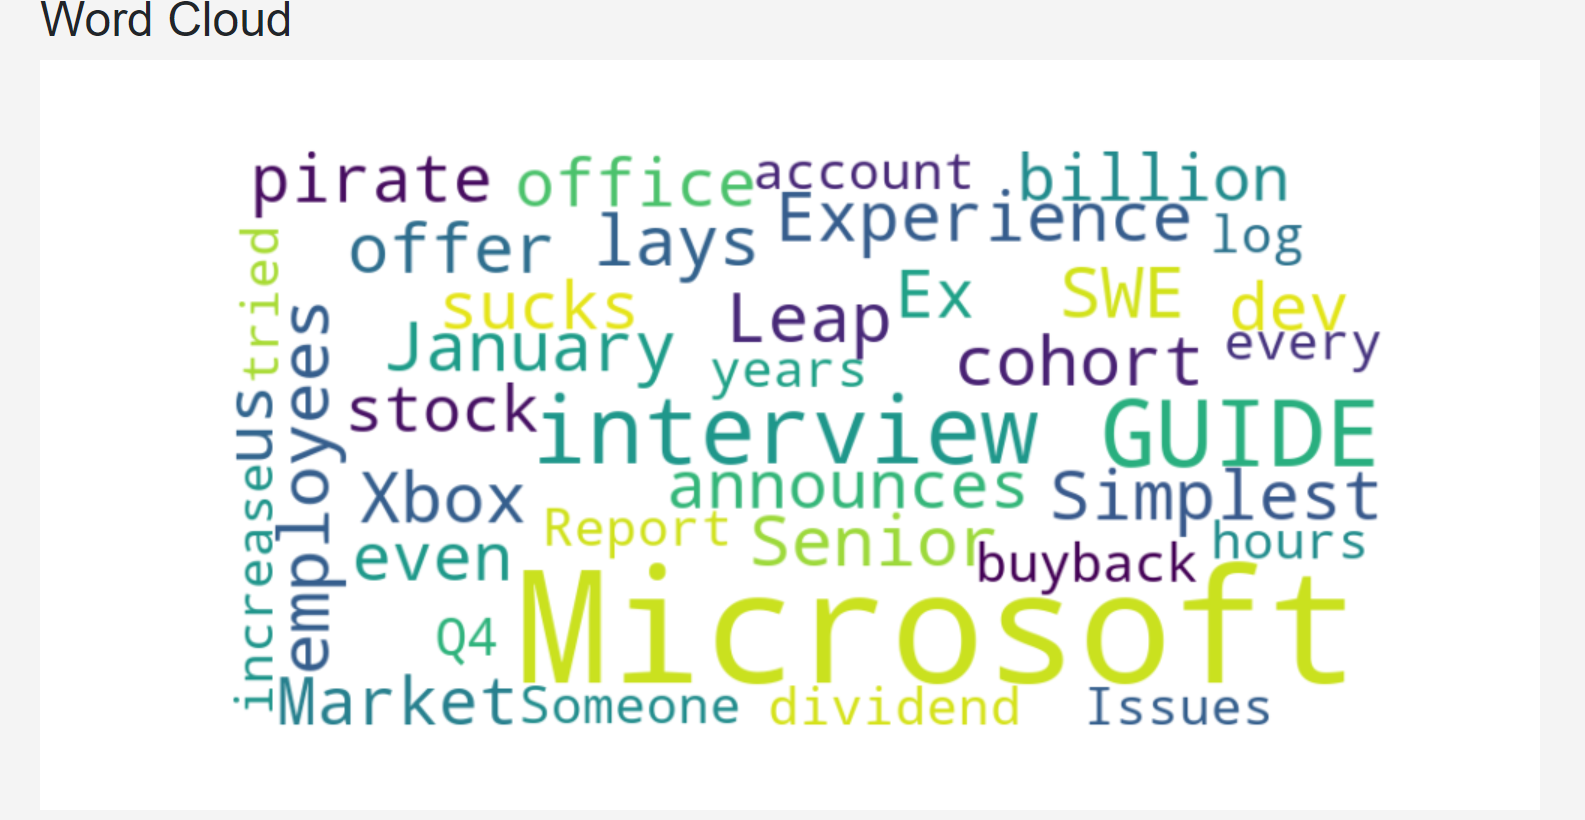 Word Cloud
pirate office account billion
Experience
offer lays log
tried
sucks Leap Ex SWE dev
January years cohort every
employees
us stock interview GUIDE
increase Xbox announces Simplest
Report Senior hours
even buyback
Q4 Microsoft
Market Someone dividend Issues